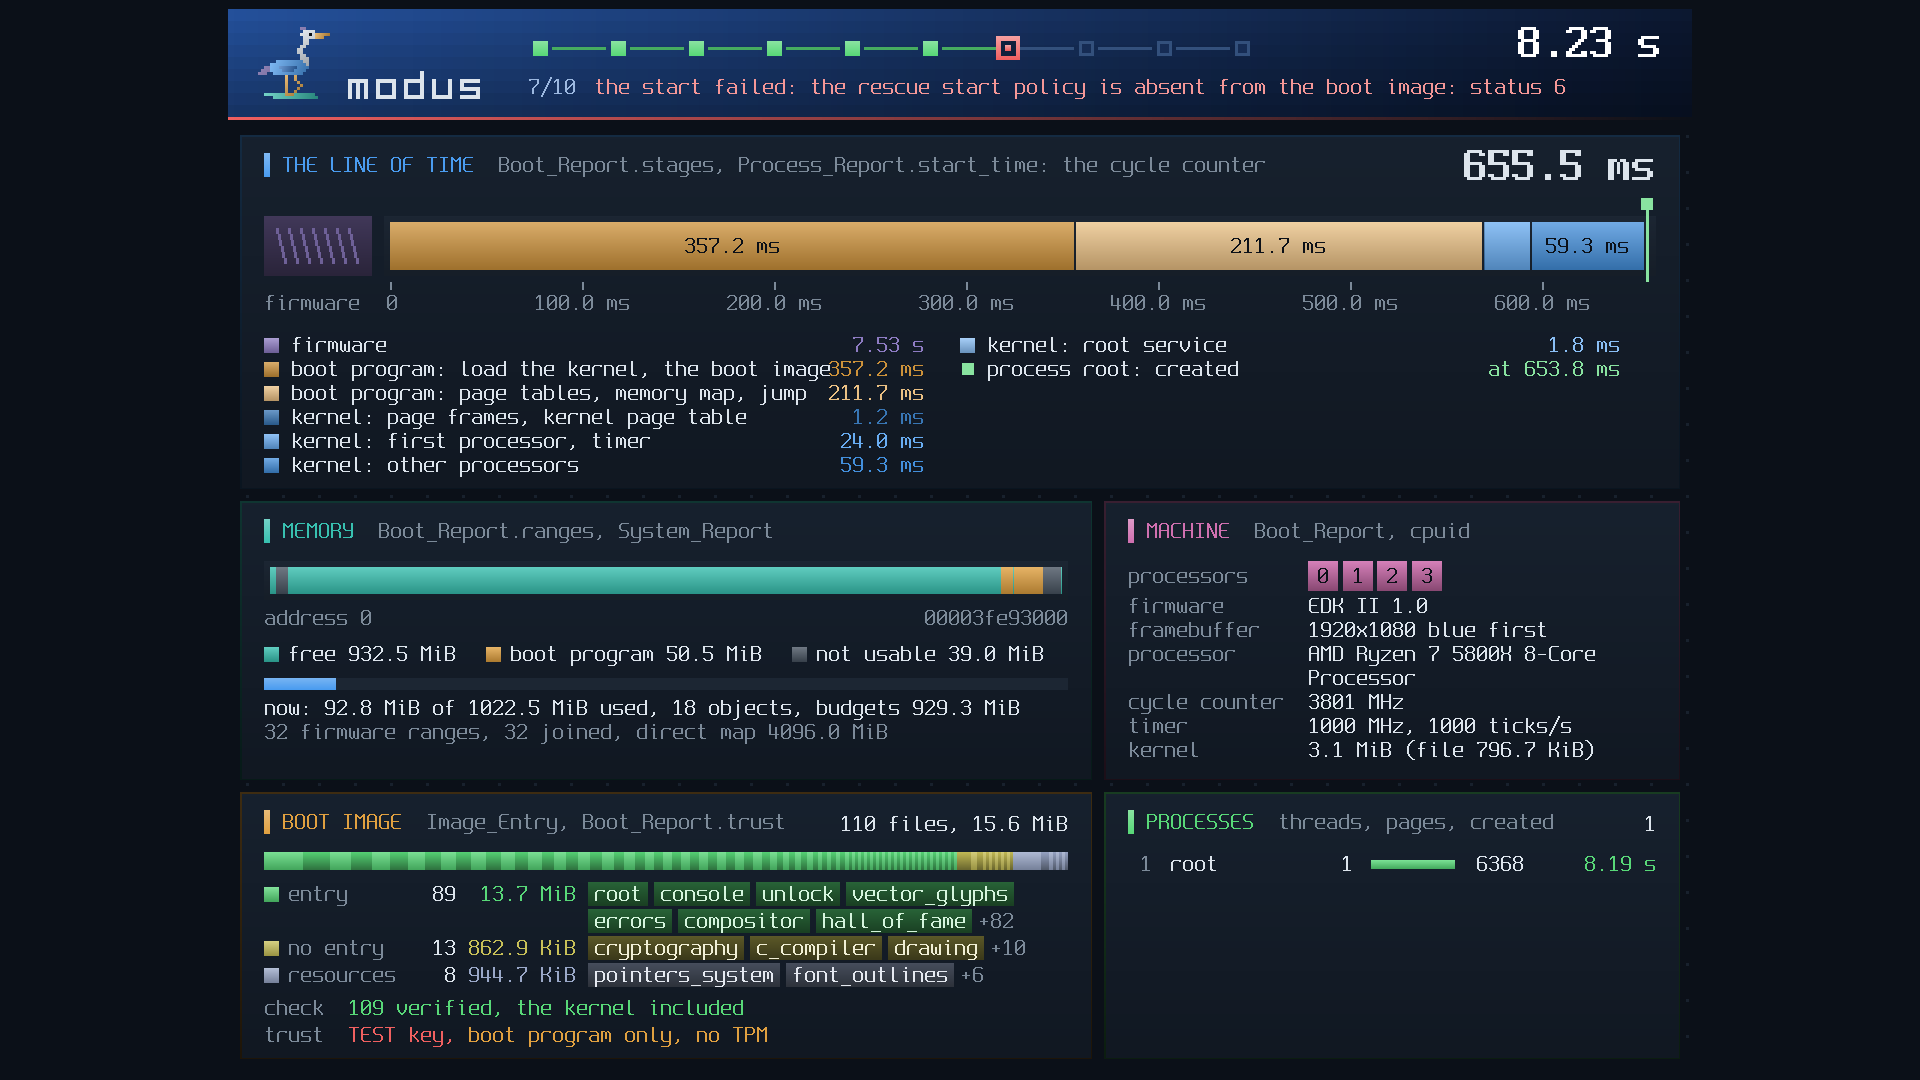 modus
8.23 s
7/10 the start failed: the rescue start policy is absent from the boot image: status 6
THE LINE OF TIME Boot_Report.stages, Process_Report.start_time: the cycle counter 655.5 ms
357.2 ms 211.7 ms 59.3 ms
firmware 0 100.0 ms 200.0 ms 300.0 ms 400.0 ms 500.0 ms 600.0 ms
firmware 7.53 s
boot program: load the kernel, the boot image 357.2 ms
boot program: page tables, memory map, jump 211.7 ms
kernel: page frames, kernel page table 1.2 ms
kernel: first processor, timer 24.0 ms
kernel: other processors 59.3 ms
kernel: root service 1.8 ms
process root: created at 653.8 ms
MEMORY Boot_Report.ranges, System_Report
address 0 00003fe93000
free 932.5 MiB boot program 50.5 MiB not usable 39.0 MiB
now: 92.8 MiB of 1022.5 MiB used, 18 objects, budgets 929.3 MiB
32 firmware ranges, 32 joined, direct map 4096.0 MiB
MACHINE Boot_Report, cpuid
processors 0 1 2 3
firmware EDK II 1.0
framebuffer 1920x1080 blue first
processor AMD Ryzen 7 5800X 8-Core
Processor
cycle counter 3801 MHz
timer 1000 MHz, 1000 ticks/s
kernel 3.1 MiB (file 796.7 KiB)
BOOT IMAGE Image_Entry, Boot_Report.trust 110 files, 15.6 MiB
entry 89 13.7 MiB root console unlock vector_glyphs
errors compositor hall_of_fame +82
no entry 13 862.9 KiB cryptography c_compiler drawing +10
resources 8 944.7 KiB pointers_system font_outlines +6
check 109 verified, the kernel included
trust TEST key, boot program only, no TPM
PROCESSES threads, pages, created 1
1 root 1 6368 8.19 s